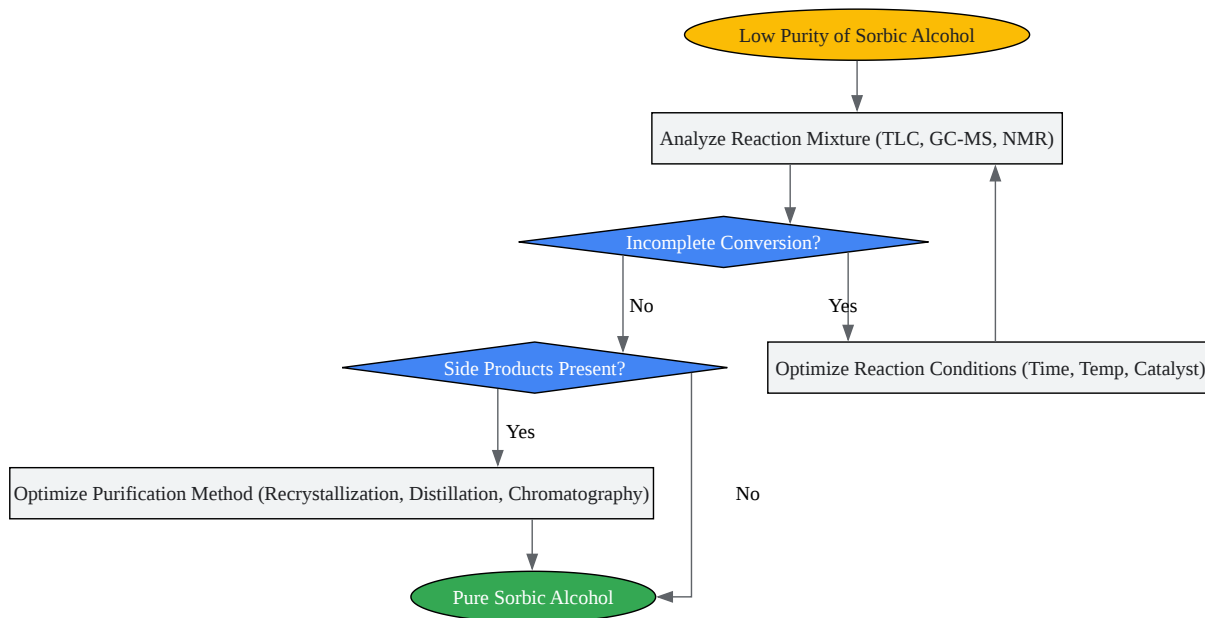 Low Purity of Sorbic Alcohol
Analyze Reaction Mixture (TLC, GC-MS, NMR)
Incomplete Conversion?
No
Yes
Side Products Present?
Optimize Reaction Conditions (Time, Temp, Catalyst)
Yes
Optimize Purification Method (Recrystallization, Distillation, Chromatography)
No
Pure Sorbic Alcohol